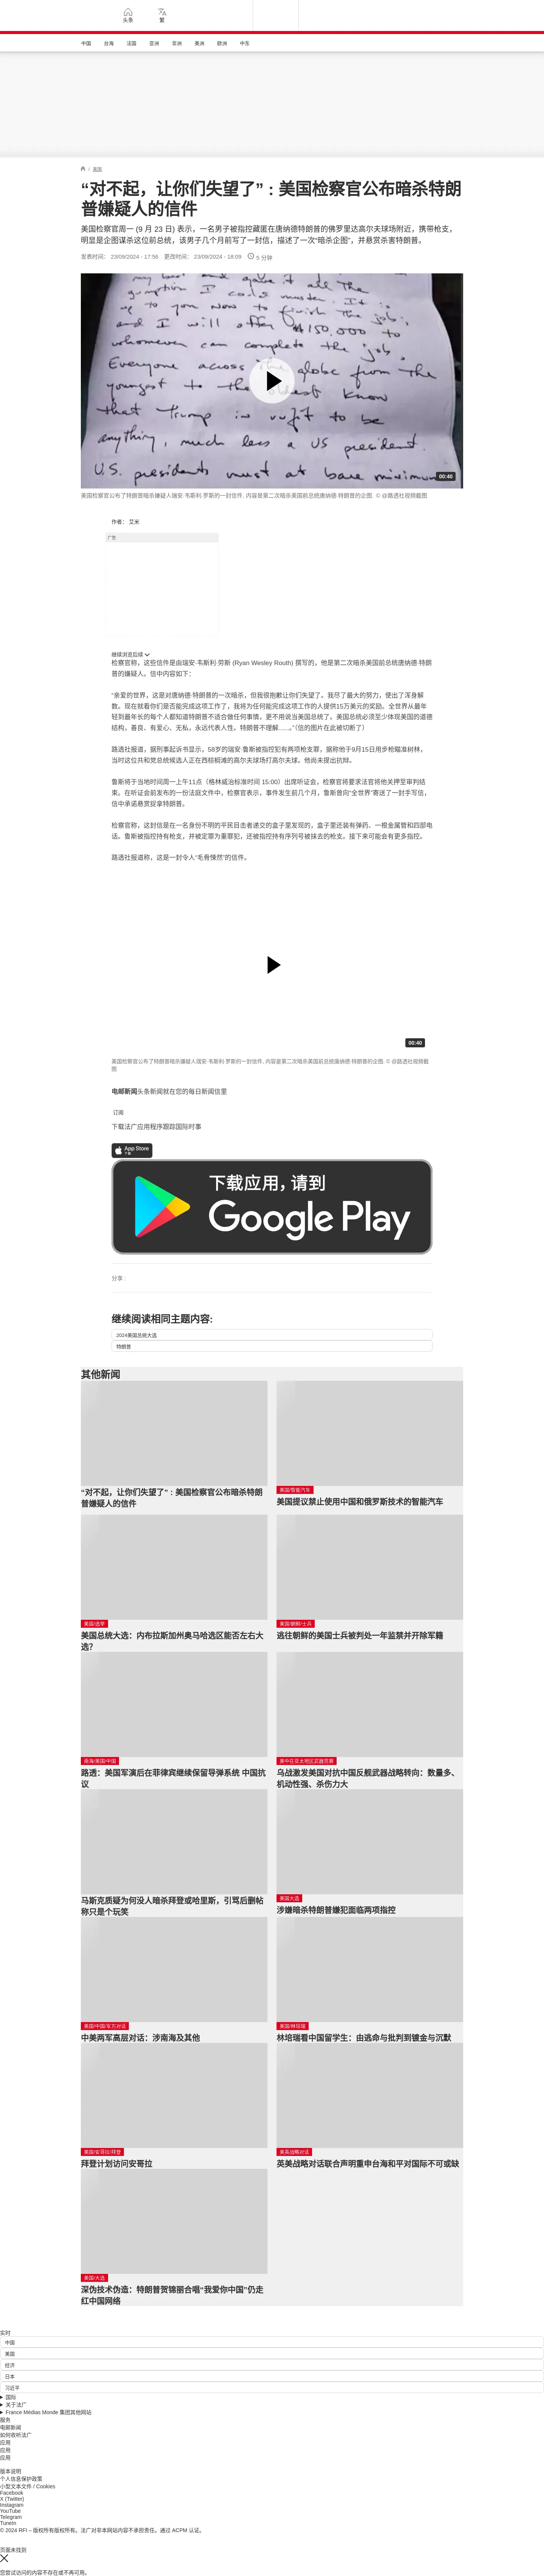 头条
繁
中国 台海 法国 亚洲 非洲 美洲 欧洲 中东
/ 美国
“对不起，让你们失望了” : 美国检察官公布暗杀特朗
普嫌疑人的信件
美国检察官周一 (9 月 23 日) 表示，一名男子被指控藏匿在唐纳德特朗普的佛罗里达高尔夫球场附近，携带枪支，
明显是企图谋杀这位前总统，该男子几个月前写了一封信，描述了一次“暗杀企图”，并悬赏杀害特朗普。
发表时间： 23/09/2024 - 17:56 更改时间： 23/09/2024 - 18:09 5 分钟
00:40
美国检察官公布了特朗普暗杀嫌疑人瑞安·韦斯利·罗斯的一封信件, 内容是第二次暗杀美国前总统唐纳德·特朗普的企图. © @路透社视频截图
作者： 艾米
广告
继续浏览后续
检察官称，这些信件是由瑞安·韦斯利·劳斯 (Ryan Wesley Routh) 撰写的，他是第二次暗杀美国前总统唐纳德·特朗
普的嫌疑人。信中内容如下:
“亲爱的世界，这是对唐纳德·特朗普的一次暗杀，但我很抱歉让你们失望了。我尽了最大的努力，使出了浑身解
数。现在就看你们是否能完成这项工作了，我将为任何能完成这项工作的人提供15万美元的奖励。全世界从最年
轻到最年长的每个人都知道特朗普不适合做任何事情，更不用说当美国总统了。美国总统必须至少体现美国的道德
结构，善良、有爱心、无私，永远代表人性。特朗普不理解……。”(信的图片在此被切断了）
路透社报道，据刑事起诉书显示，58岁的瑞安·鲁斯被指控犯有两项枪支罪，据称他于9月15日用步枪瞄准树林，
当时这位共和党总统候选人正在西棕榈滩的高尔夫球场打高尔夫球。他尚未提出抗辩。
鲁斯将于当地时间周一上午11点（格林威治标准时间 15:00）出席听证会，检察官将要求法官将他关押至审判结
束。在听证会前发布的一份法庭文件中，检察官表示，事件发生前几个月，鲁斯曾向“全世界”寄送了一封手写信，
信中承诺悬赏捉拿特朗普。
检察官称，这封信是在一名身份不明的平民目击者递交的盒子里发现的，盒子里还装有弹药、一根金属管和四部电
话。鲁斯被指控持有枪支，并被定罪为重罪犯，还被指控持有序列号被抹去的枪支。接下来可能会有更多指控。
路透社报道称，这是一封令人“毛骨悚然”的信件。
00:40
美国检察官公布了特朗普暗杀嫌疑人瑞安·韦斯利·罗斯的一封信件, 内容是第二次暗杀美国前总统唐纳德·特朗普的企图. © @路透社视频截
图
电邮新闻头条新闻就在您的每日新闻信里
订阅
下载法广应用程序跟踪国际时事
App Store
下载应用，请到
Google Play
分享 :
继续阅读相同主题内容:
2024美国总统大选
特朗普
其他新闻
“对不起，让你们失望了” : 美国检察官公布暗杀特朗
普嫌疑人的信件
美国/智能汽车
美国提议禁止使用中国和俄罗斯技术的智能汽车
美国/选举
美国总统大选：内布拉斯加州奥马哈选区能否左右大
选？
美国/朝鲜/士兵
逃往朝鲜的美国士兵被判处一年监禁并开除军籍
南海/美国/中国
路透：美国军演后在菲律宾继续保留导弹系统 中国抗
议
美中在亚太地区武器竞赛
乌战激发美国对抗中国反舰武器战略转向：数量多、
机动性强、杀伤力大
马斯克质疑为何没人暗杀拜登或哈里斯，引骂后删帖
称只是个玩笑
美国大选
涉嫌暗杀特朗普嫌犯面临两项指控
美国/中国/军方对话
中美两军高层对话：涉南海及其他
美国/林培瑞
林培瑞看中国留学生：由逃命与批判到镀金与沉默
美国/安哥拉/拜登
拜登计划访问安哥拉
美英战略对话
英美战略对话联合声明重申台海和平对国际不可或缺
美国/大选
深伪技术伪造：特朗普贺锦丽合唱“我爱你中国”仍走
红中国网络
实时
中国
美国
经济
日本
习近平
国际
关于法广
France Médias Monde 集团其他网站
服务
电邮新闻
如何收听法广
应用
应用
应用
版本说明
个人信息保护政策
小型文本文件 / Cookies
Facebook
X (Twitter)
Instagram
YouTube
Telegram
TuneIn
© 2024 RFI – 版权所有版权所有。法广对非本网站内容不承担责任。通过 ACPM 认证。
页面未找到
您尝试访问的内容不存在或不再可用。